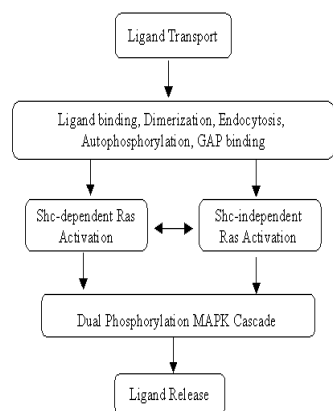 Ligand Transport
Ligand binding, Dimerization, Endocytosis,
Autophosphorylation, GAP binding
Shc-dependent Ras
Activation
Shc-independent
Ras Activation
Dual Phosphorylation MAPK Cascade
Ligand Release